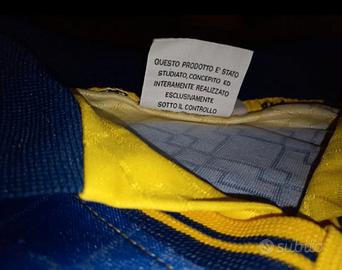 QUESTO PRODOTTO E' STATO
STUDIATO, CONCEPITO ED
INTERAMENTE REALIZZATO
ESCLUSIVAMENTE
SOTTO IL CONTROLLO
subito